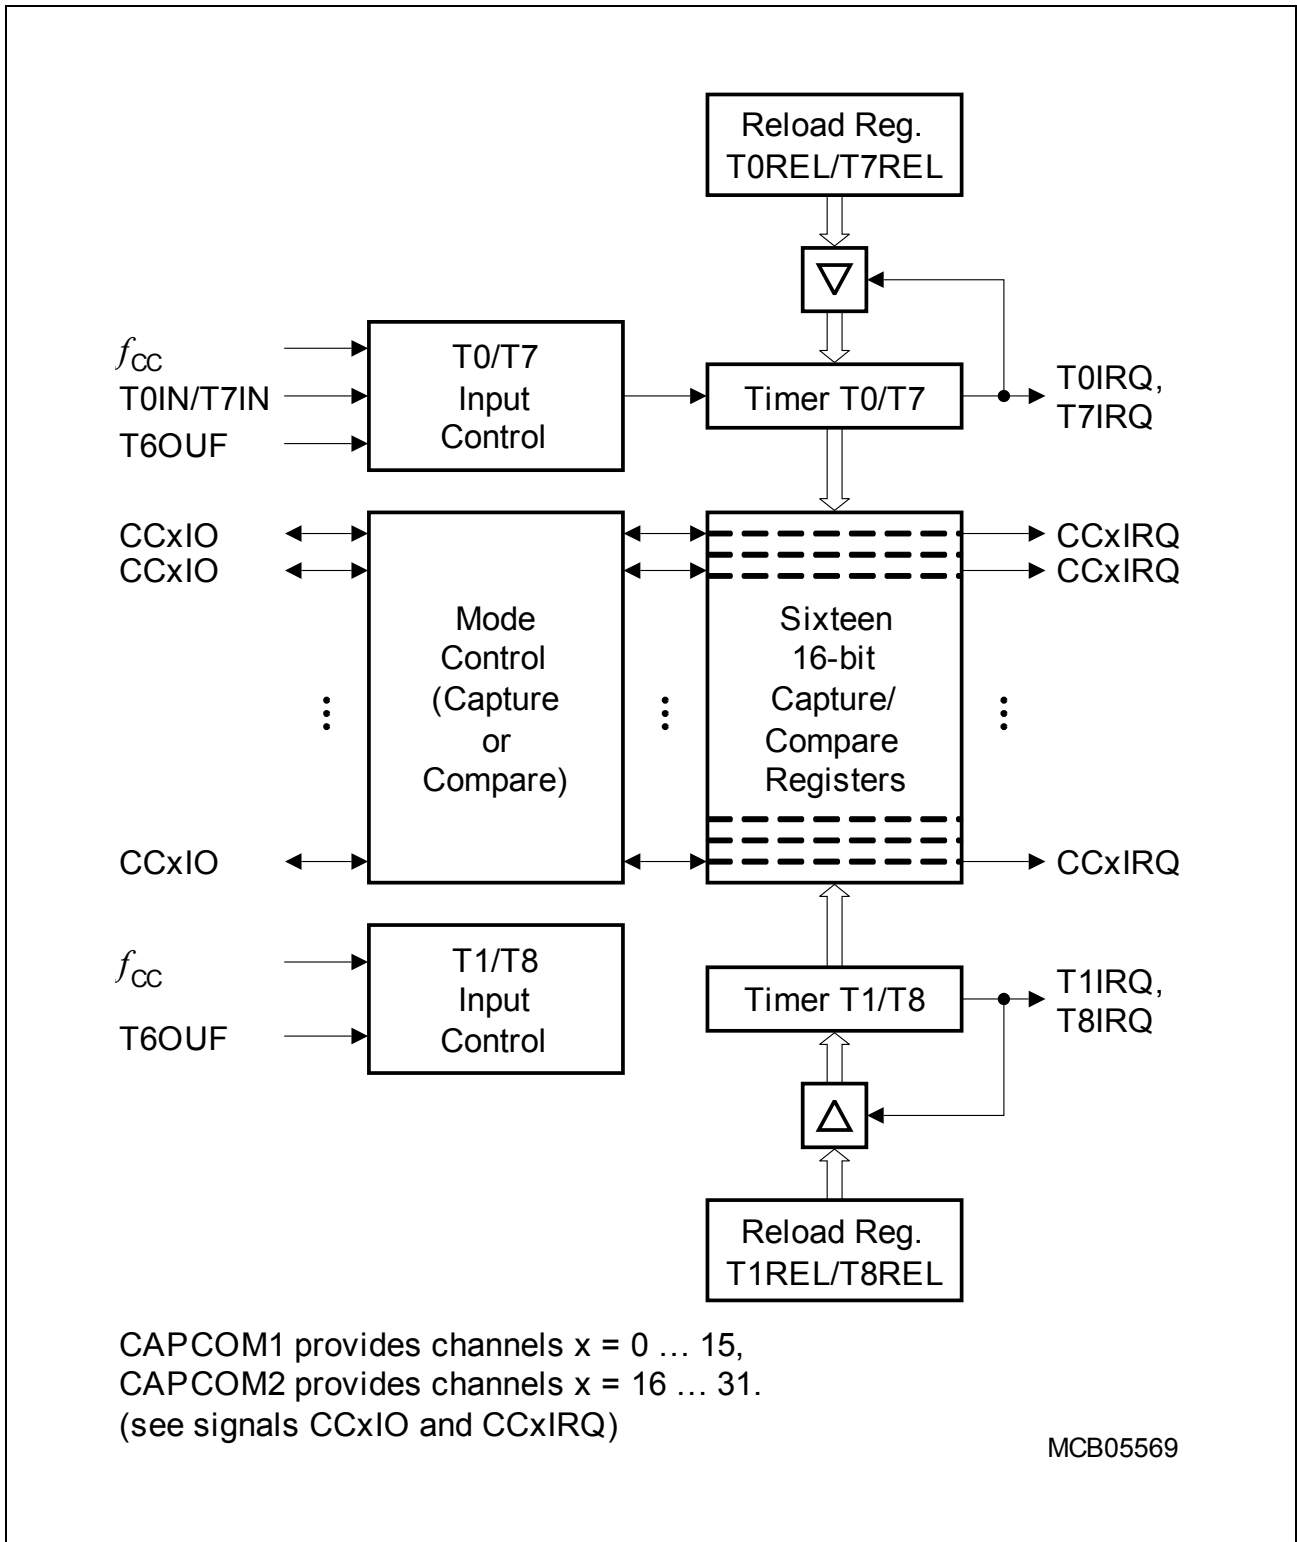 Reload Reg.
T0REL/T7REL
fCC
T0IN/T7IN
T6OUF
T0/T7
Input
Control
Timer T0/T7
T0IRQ,
T7IRQ
CCxIO
CCxIO
CCxIO
Mode
Control
(Capture
or
Compare)
Sixteen
16-bit
Capture/
Compare
Registers
CCxIRQ
CCxIRQ
CCxIRQ
fCC
T6OUF
T1/T8
Input
Control
Timer T1/T8
T1IRQ,
T8IRQ
Reload Reg.
T1REL/T8REL
CAPCOM1 provides channels x = 0 … 15,
CAPCOM2 provides channels x = 16 … 31.
(see signals CCxIO and CCxIRQ)
MCB05569